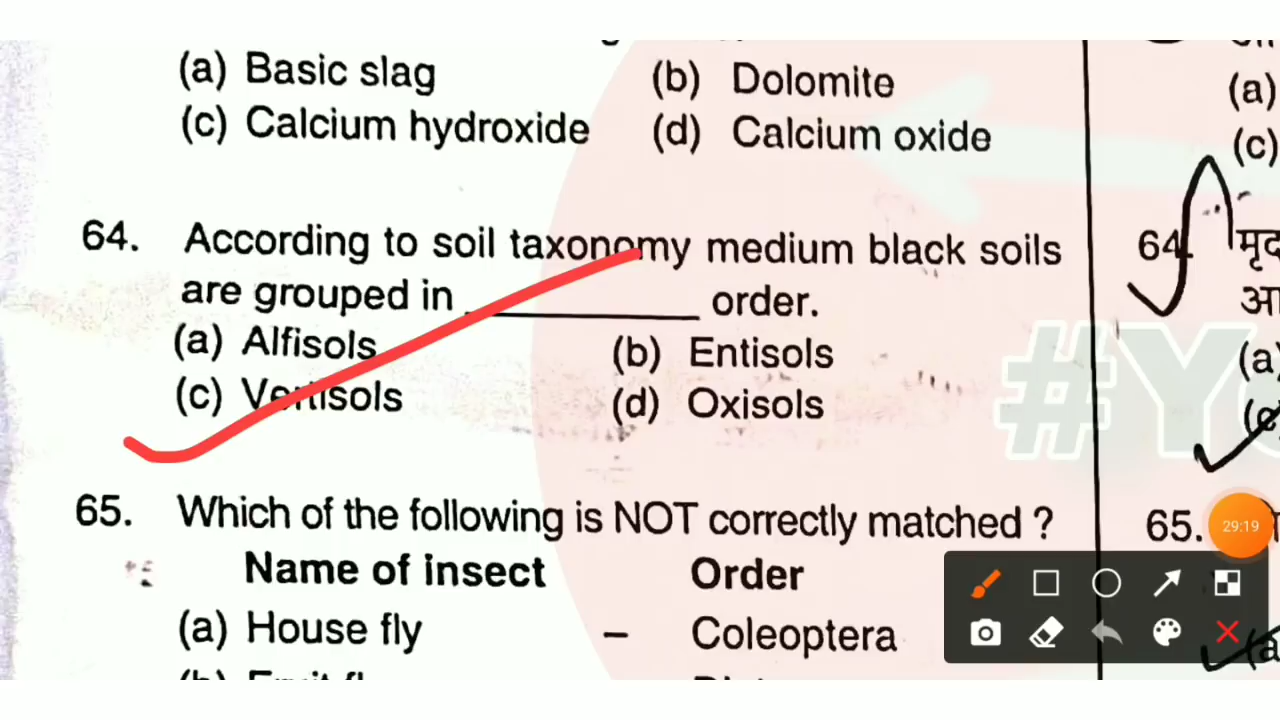 (a) Basic slag (b) Dolomite
(c) Calcium hydroxide (d) Calcium oxide
64. According to soil taxonomy medium black soils
are grouped in __________ order.
(a) Alfisols (b) Entisols
(c) Vertisols (d) Oxisols
65. Which of the following is NOT correctly matched ?
Name of insect Order
(a) House fly – Coleoptera
(a)
(c)
64.
(a)
(c)
65.
(a
#Y
29:19